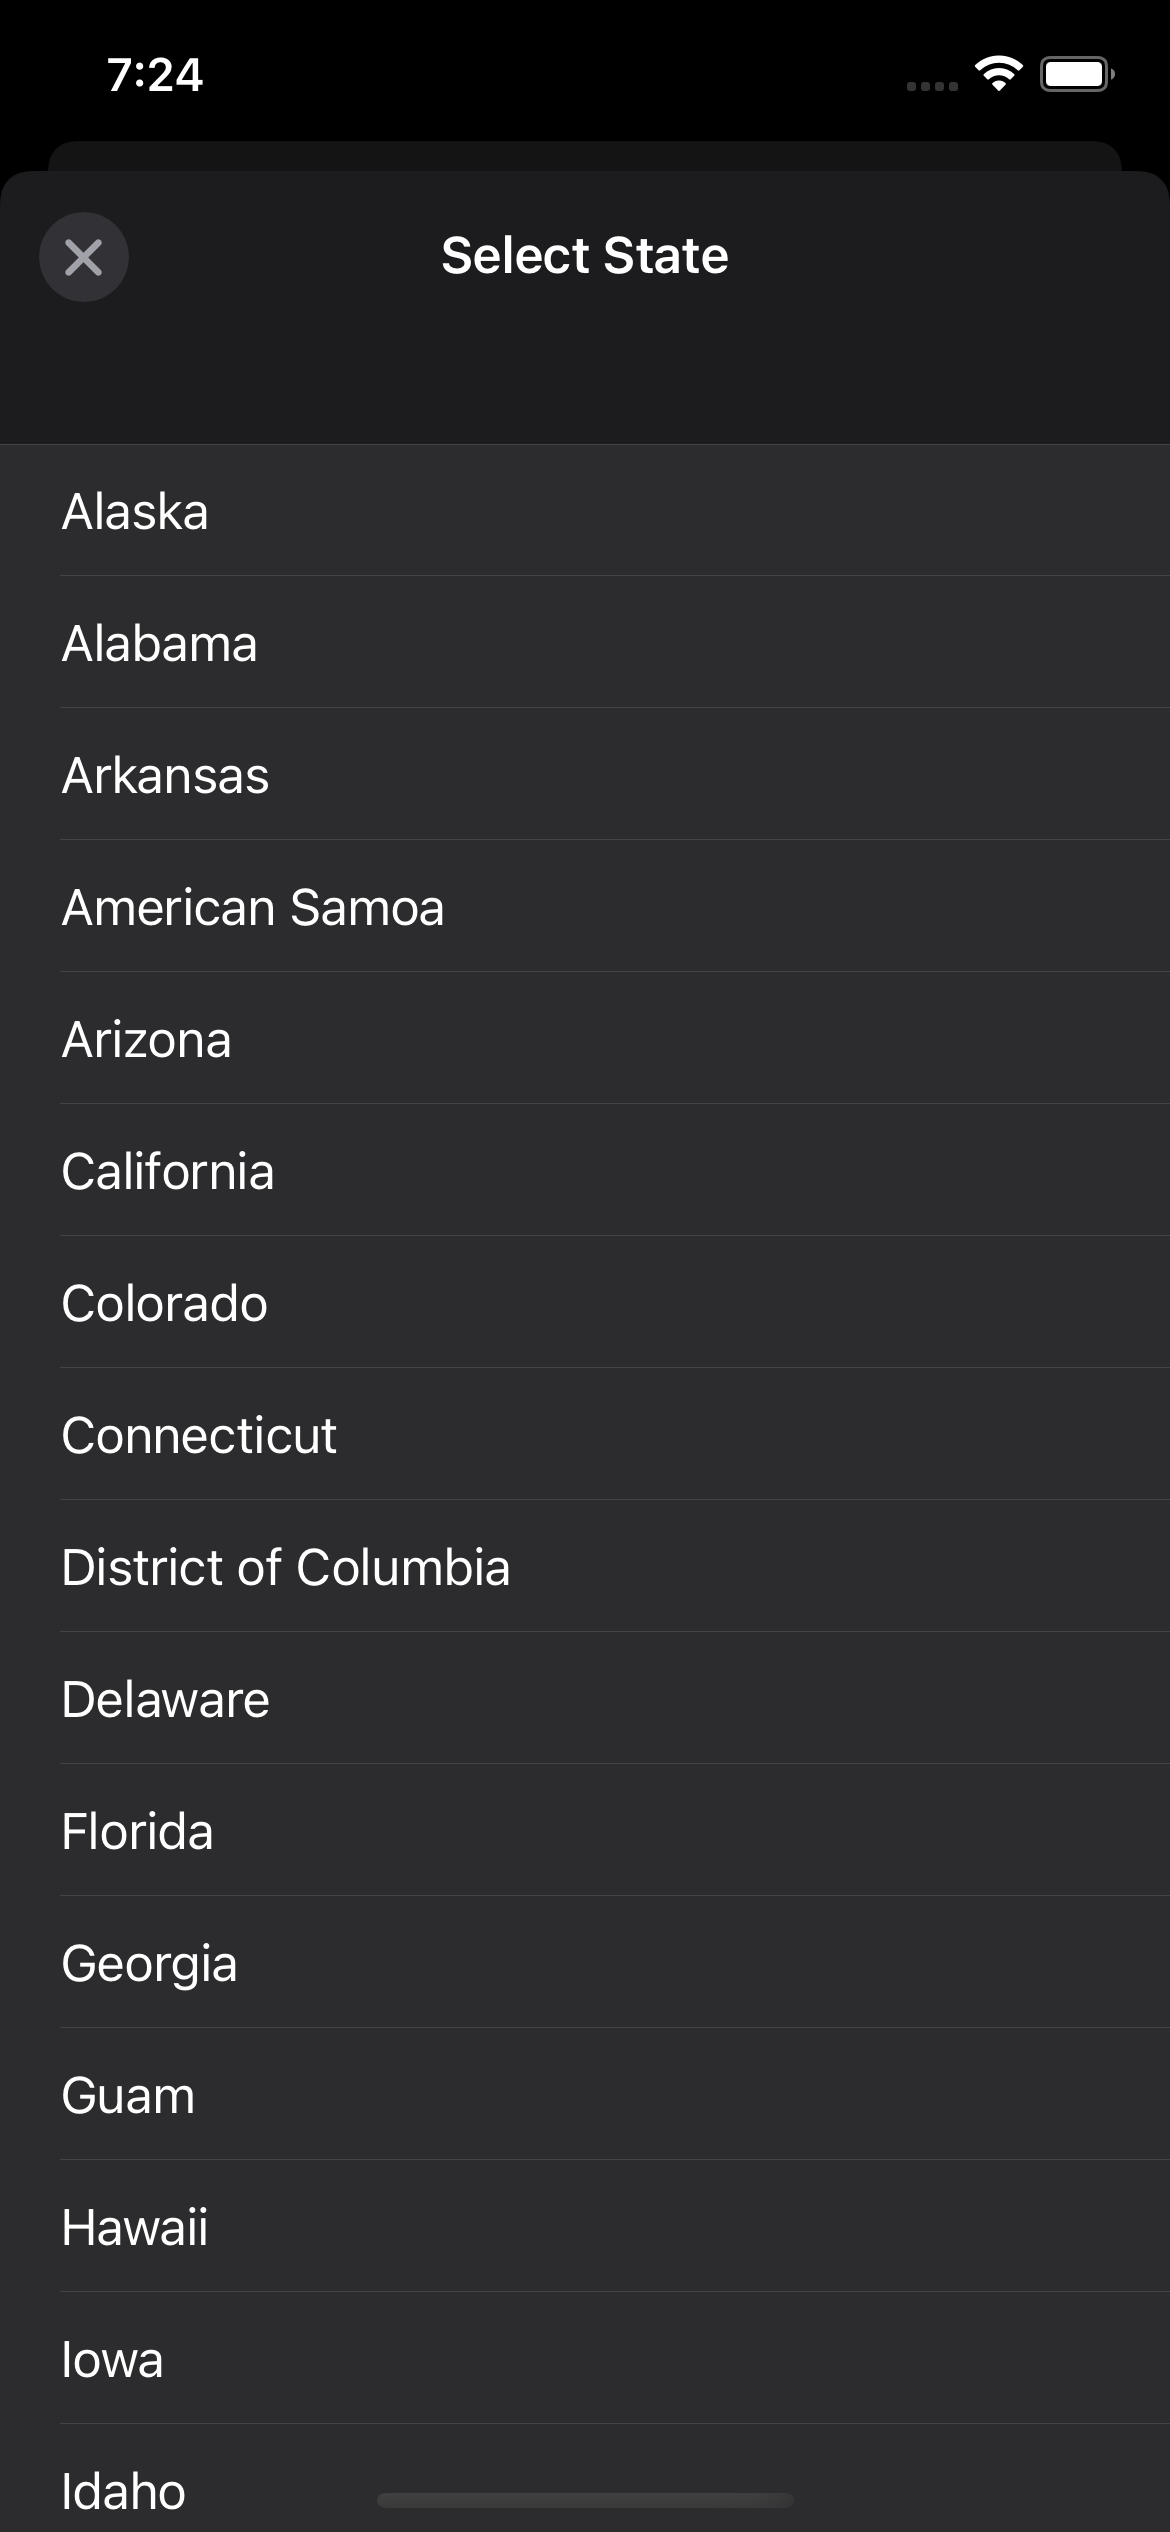 7:24
Select State
Alaska
Alabama
Arkansas
American Samoa
Arizona
California
Colorado
Connecticut
District of Columbia
Delaware
Florida
Georgia
Guam
Hawaii
Iowa
Idaho